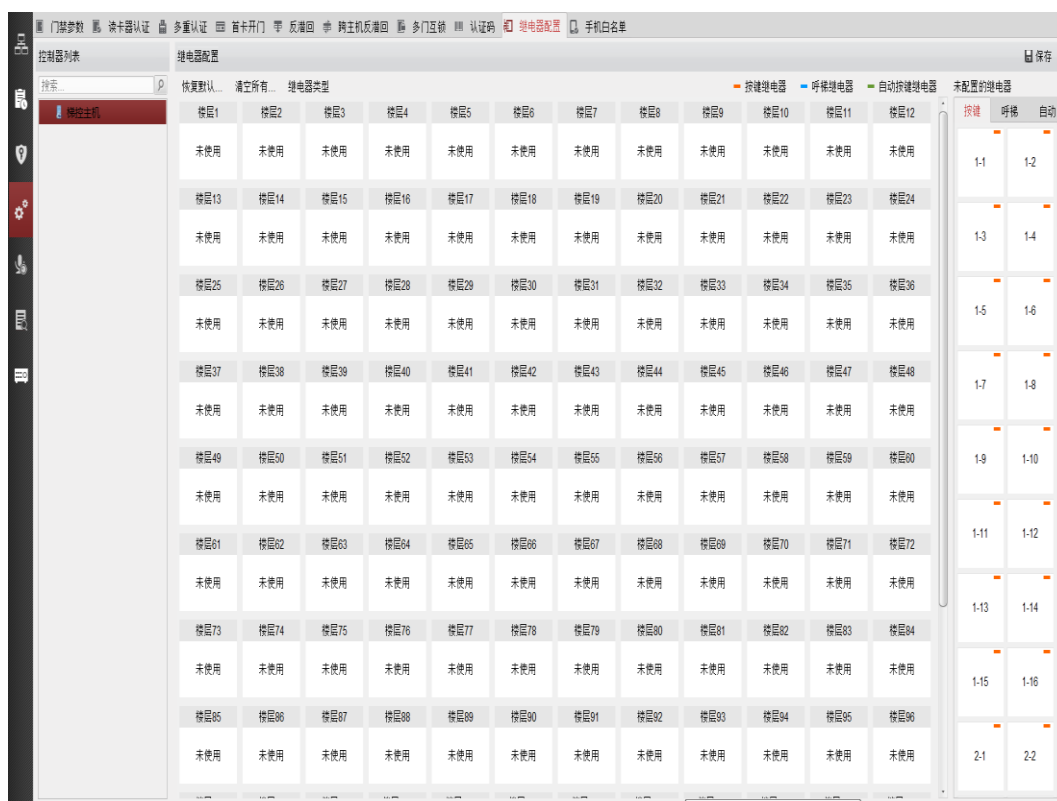 门禁参数 读卡器认证 多重认证 首卡开门 反潜回 跨主机反潜回 多门互锁 认证码 继电器配置 手机白名单
控制器列表 继电器配置 保存
搜索... 恢复默认... 清空所有... 继电器类型 按键继电器 呼梯继电器 自动按键继电器 未配置的继电器
梯控主机 楼层1 楼层2 楼层3 楼层4 楼层5 楼层6 楼层7 楼层8 楼层9 楼层10 楼层11 楼层12 按键 呼梯 自动
未使用 未使用 未使用 未使用 未使用 未使用 未使用 未使用 未使用 未使用 未使用 未使用 1-1 1-2
楼层13 楼层14 楼层15 楼层16 楼层17 楼层18 楼层19 楼层20 楼层21 楼层22 楼层23 楼层24
未使用 未使用 未使用 未使用 未使用 未使用 未使用 未使用 未使用 未使用 未使用 未使用 1-3 1-4
楼层25 楼层26 楼层27 楼层28 楼层29 楼层30 楼层31 楼层32 楼层33 楼层34 楼层35 楼层36
未使用 未使用 未使用 未使用 未使用 未使用 未使用 未使用 未使用 未使用 未使用 未使用 1-5 1-6
楼层37 楼层38 楼层39 楼层40 楼层41 楼层42 楼层43 楼层44 楼层45 楼层46 楼层47 楼层48
未使用 未使用 未使用 未使用 未使用 未使用 未使用 未使用 未使用 未使用 未使用 未使用 1-7 1-8
楼层49 楼层50 楼层51 楼层52 楼层53 楼层54 楼层55 楼层56 楼层57 楼层58 楼层59 楼层60
未使用 未使用 未使用 未使用 未使用 未使用 未使用 未使用 未使用 未使用 未使用 未使用 1-9 1-10
楼层61 楼层62 楼层63 楼层64 楼层65 楼层66 楼层67 楼层68 楼层69 楼层70 楼层71 楼层72 1-11 1-12
未使用 未使用 未使用 未使用 未使用 未使用 未使用 未使用 未使用 未使用 未使用 未使用
楼层73 楼层74 楼层75 楼层76 楼层77 楼层78 楼层79 楼层80 楼层81 楼层82 楼层83 楼层84 1-13 1-14
未使用 未使用 未使用 未使用 未使用 未使用 未使用 未使用 未使用 未使用 未使用 未使用 1-15 1-16
楼层85 楼层86 楼层87 楼层88 楼层89 楼层90 楼层91 楼层92 楼层93 楼层94 楼层95 楼层96
未使用 未使用 未使用 未使用 未使用 未使用 未使用 未使用 未使用 未使用 未使用 未使用 2-1 2-2